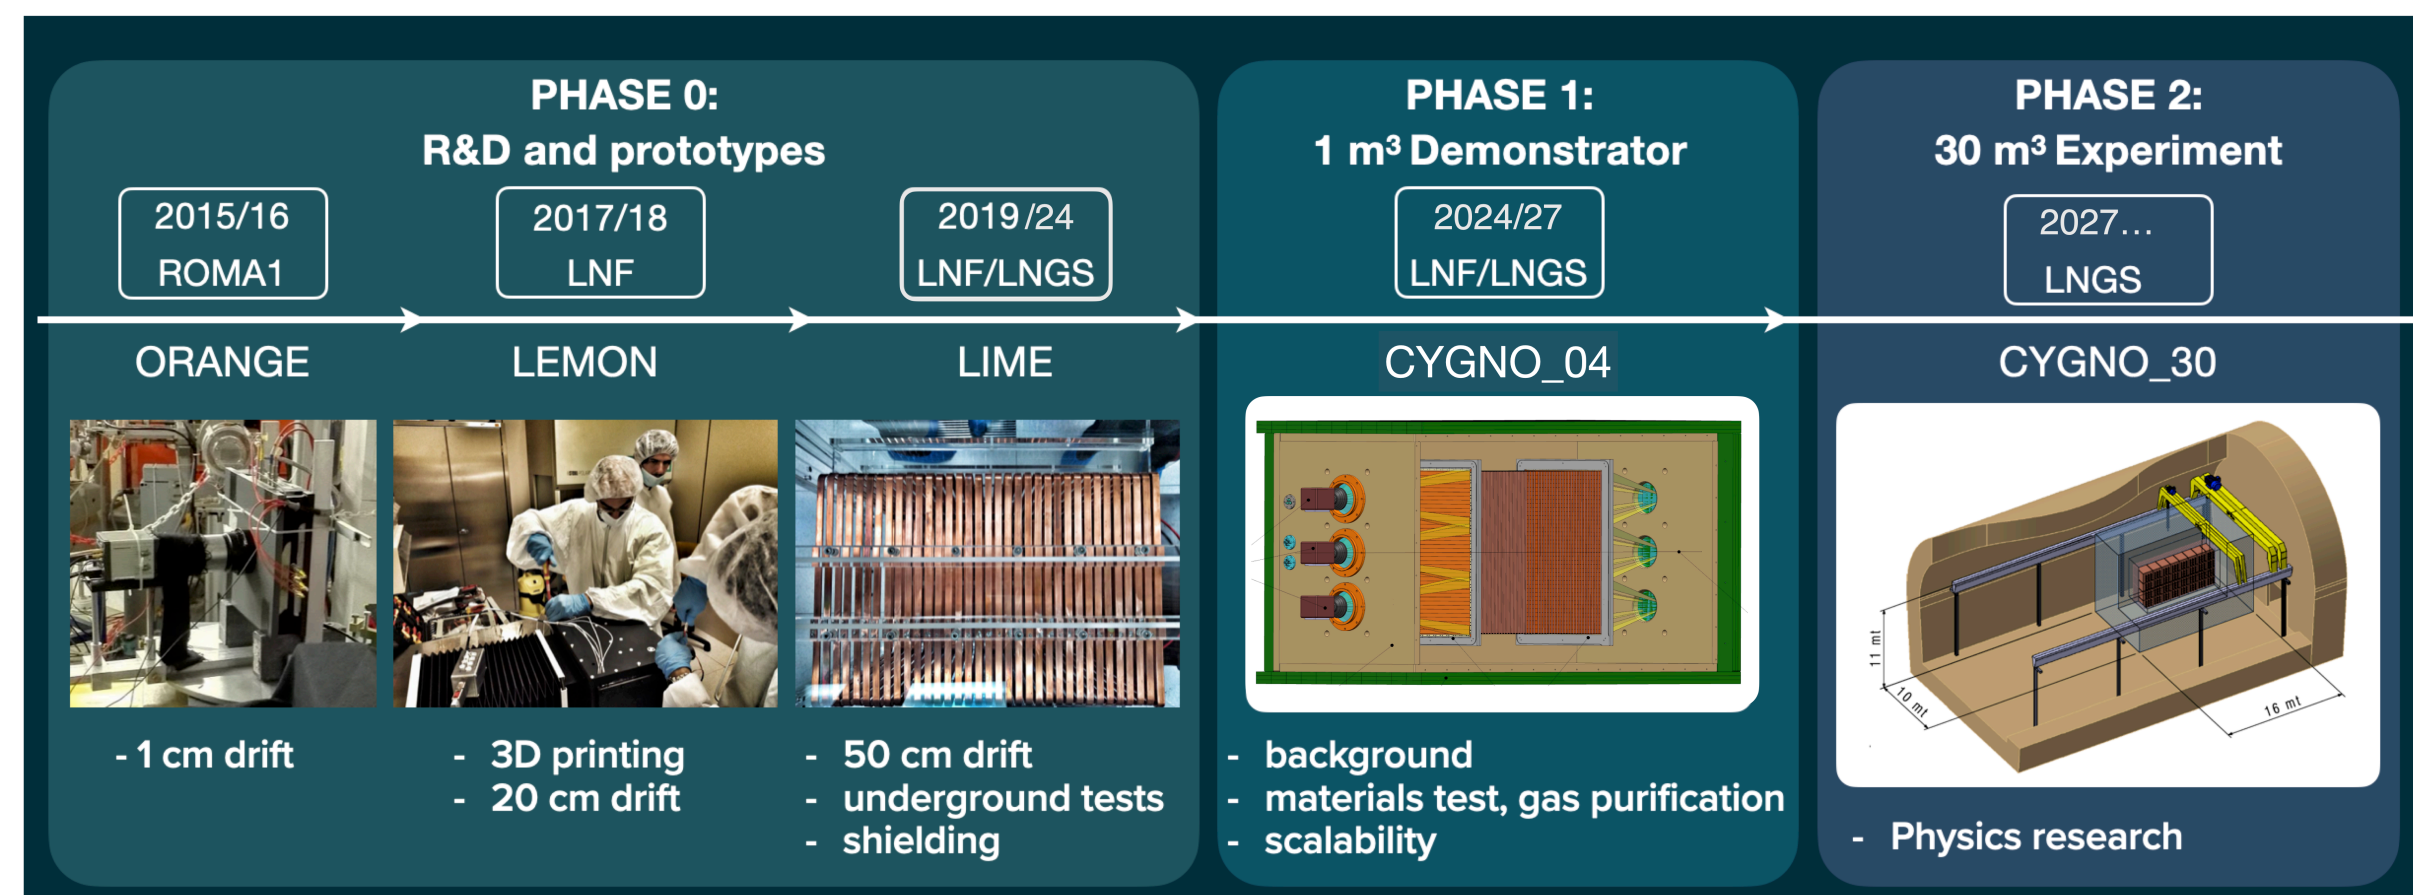 PHASE 0:
R&D and prototypes
2015/16
ROMA1
2017/18
LNF
2019/24
LNF/LNGS
ORANGE
LEMON
LIME
- 1 cm drift
- 3D printing
- 20 cm drift
- 50 cm drift
- underground tests
- shielding
PHASE 1:
1 m³ Demonstrator
2024/27
LNF/LNGS
CYGNO_04
- background
- materials test, gas purification
- scalability
PHASE 2:
30 m³ Experiment
2027...
LNGS
CYGNO_30
11 mt
10 mt
16 mt
- Physics research